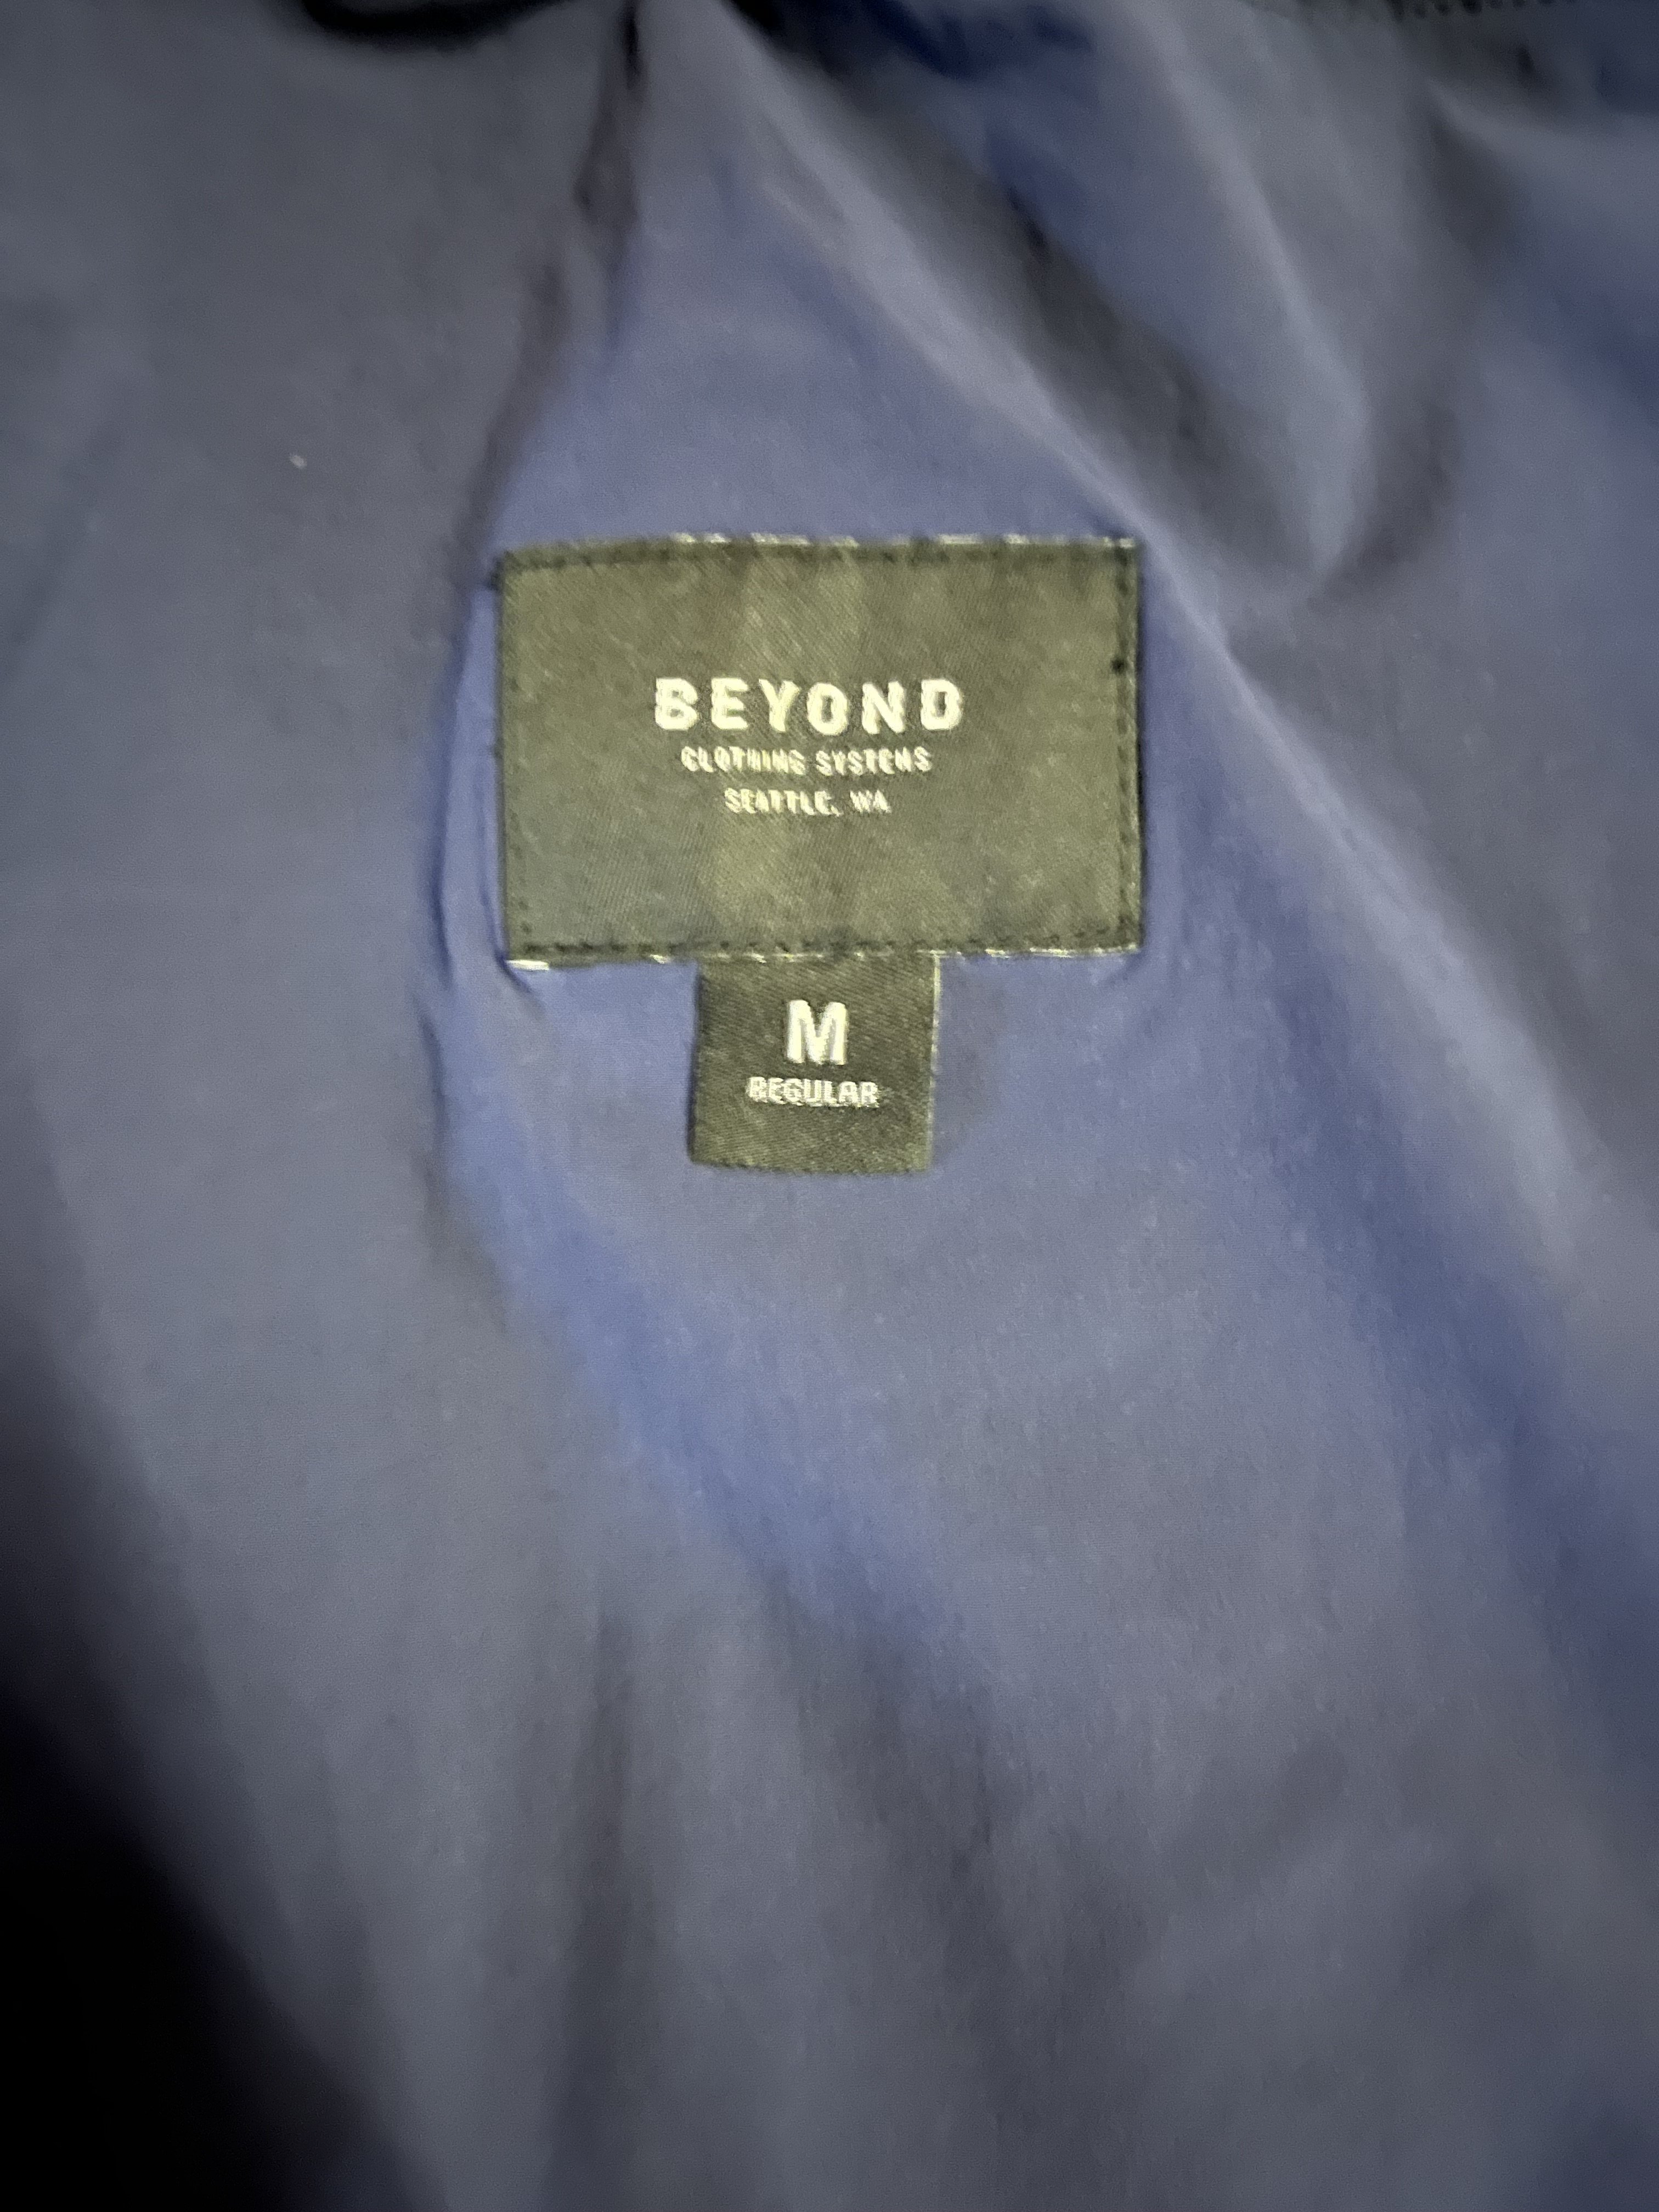 BEYOND
CLOTHING SYSTEMS
SEATTLE, WA
M
REGULAR